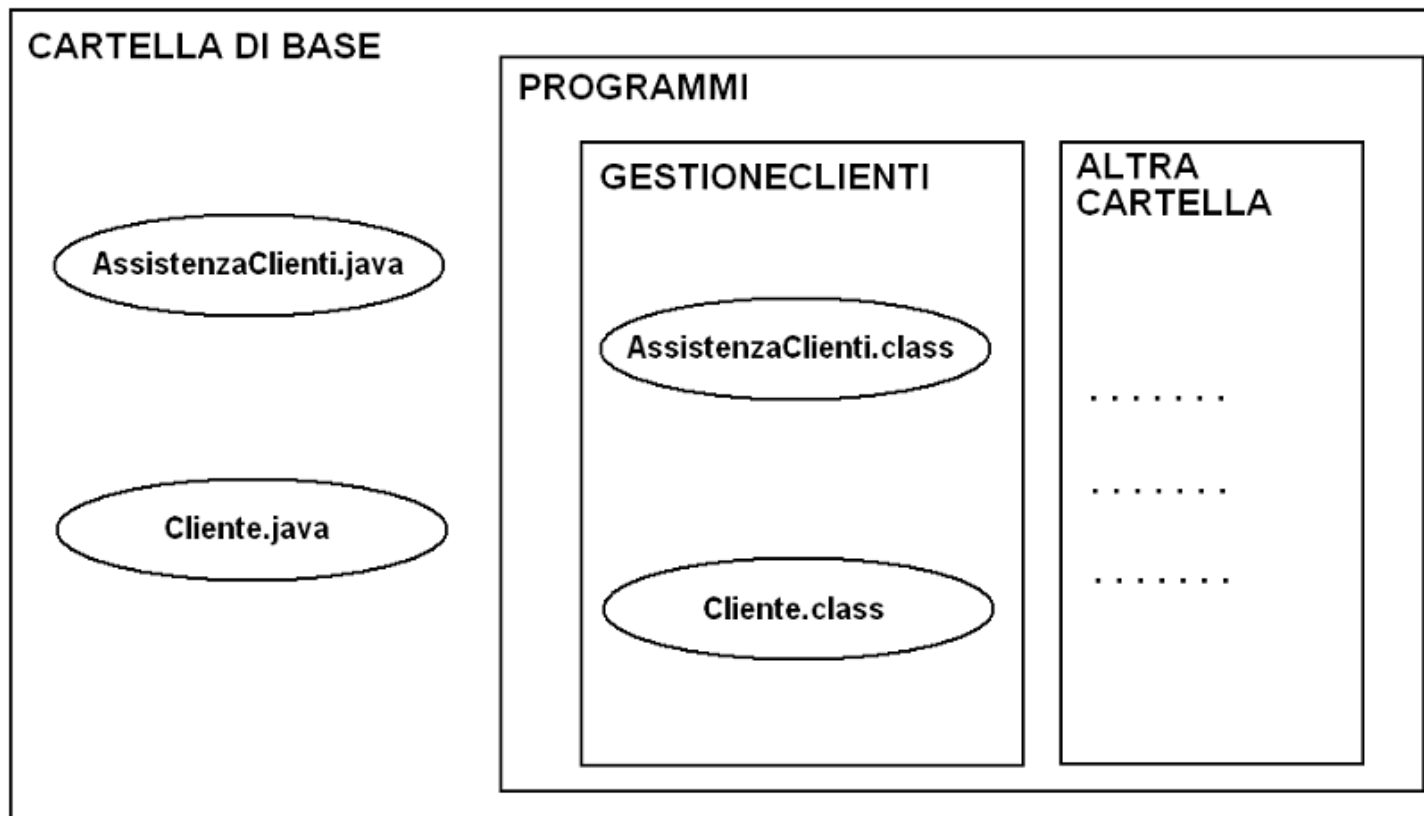 CARTELLA DI BASE
PROGRAMMI
GESTIONECLIENTI
ALTRA
CARTELLA
AssistenzaClienti.java
AssistenzaClienti.class
. . . . . . .
. . . . . . .
Cliente.java
. . . . . . .
Cliente.class